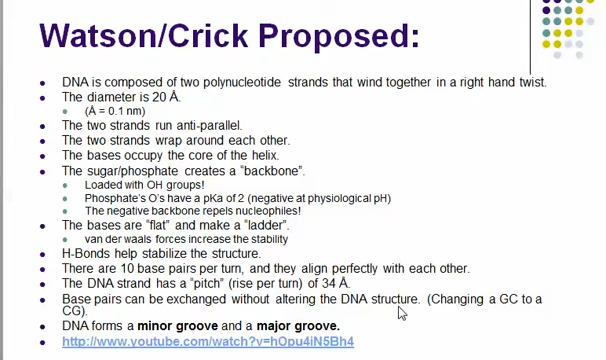 Watson/Crick Proposed:
DNA is composed of two polynucleotide strands that wind together in a right hand twist.
The diameter is 20 Å.
(Å = 0.1 nm)
The two strands run anti-parallel.
The two strands wrap around each other.
The bases occupy the core of the helix.
The sugar/phosphate creates a "backbone".
Loaded with OH groups!
Phosphate's O's have a pKa of 2 (negative at physiological pH)
The negative backbone repels nucleophiles!
The bases are "flat" and make a "ladder".
van der waals forces increase the stability
H-Bonds help stabilize the structure.
There are 10 base pairs per turn, and they align perfectly with each other.
The DNA strand has a "pitch" (rise per turn) of 34 Å.
Base pairs can be exchanged without altering the DNA structure. (Changing a GC to a
CG).
DNA forms a minor groove and a major groove.
http://www.youtube.com/watch?v=hOpu4iN5Bh4